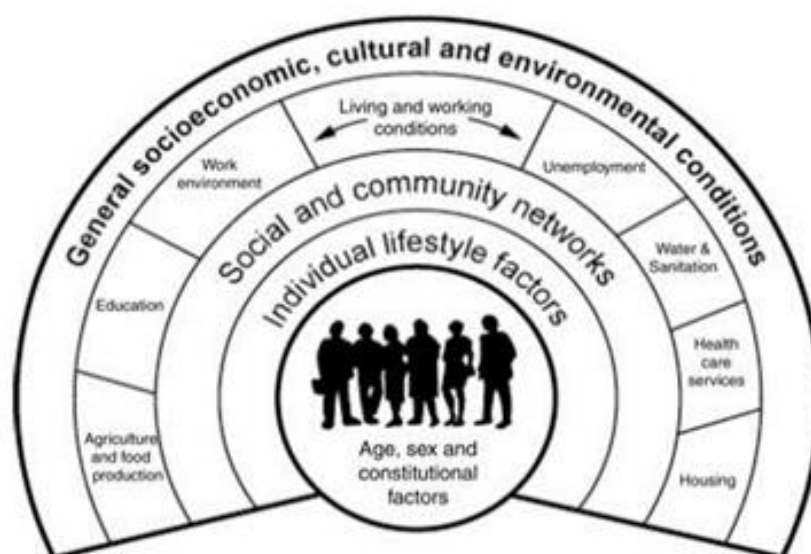 General socioeconomic, cultural and environmental conditions
Living and working
conditions
Work
environment
Unemployment
Education
Water &
Sanitation
Agriculture
and food
production
Health
care
services
Housing
Social and community networks
Individual lifestyle factors
Age, sex and
constitutional
factors